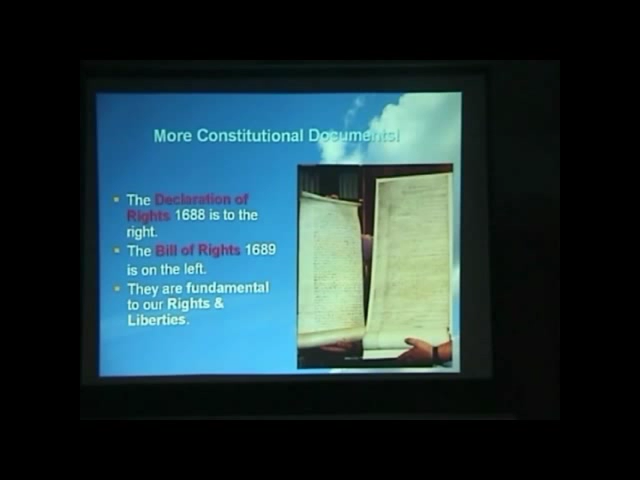 More Constitutional Documents!
The Declaration of
Rights 1688 is to the
right.
The Bill of Rights 1689
is on the left.
They are fundamental
to our Rights &
Liberties.